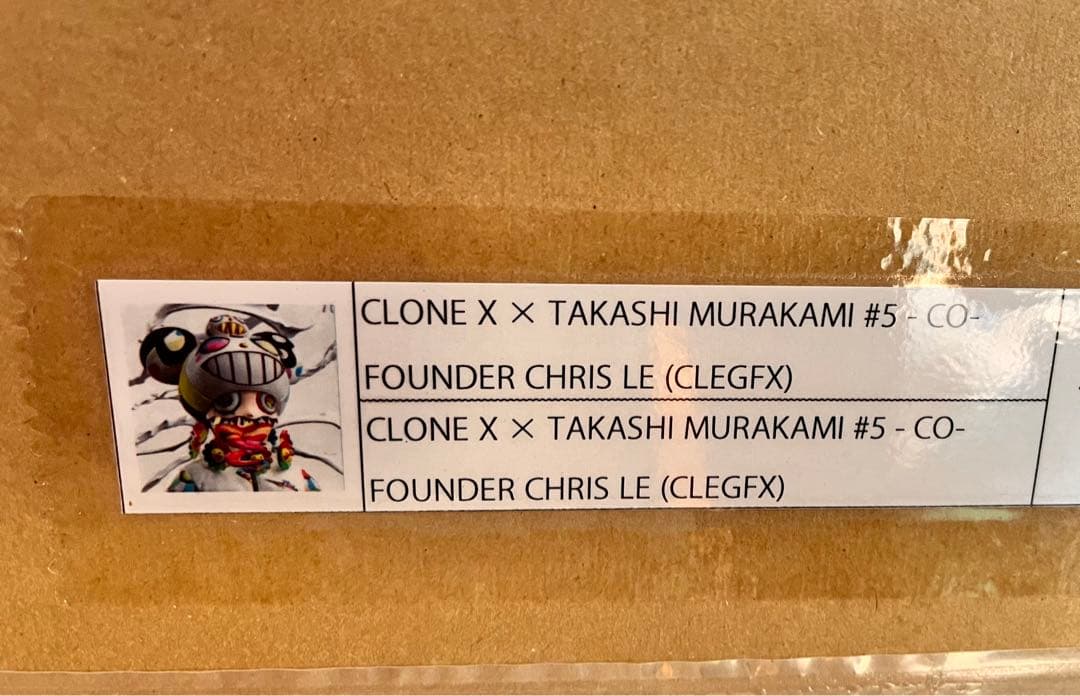 CLONE X × TAKASHI MURAKAMI #5 - CO-
FOUNDER CHRIS LE (CLEGFX)
CLONE X × TAKASHI MURAKAMI #5 - CO-
FOUNDER CHRIS LE (CLEGFX)